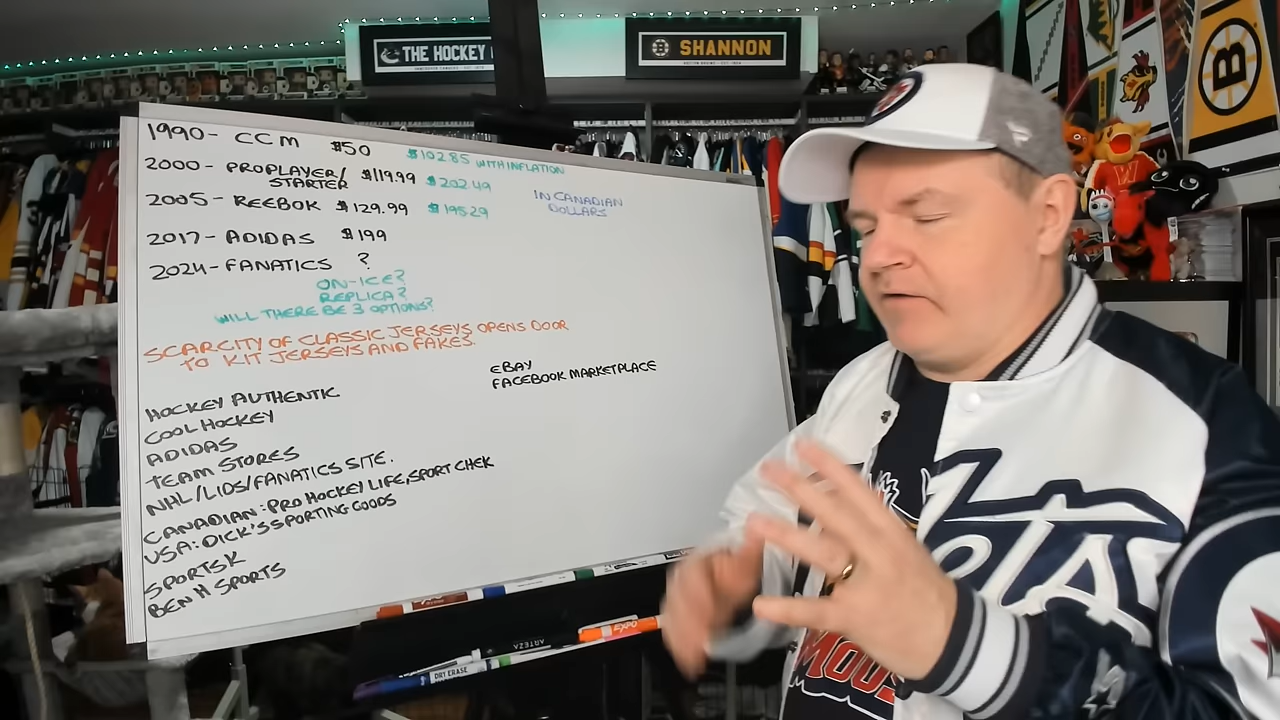 THE HOCKEY
SHANNON
B
1990- CCM $50 $102.85 WITH INFLATION
2000- PROPLAYER/ STARTER $119.99 $202.49
2005- REEBOK $129.99 $195.29
IN CANADIAN
DOLLARS
2017- ADIDAS $199
2024- FANATICS ?
ON-ICE?
REPLICA?
WILL THERE BE 3 OPTIONS?
SCARCITY OF CLASSIC JERSEYS OPENS DOOR
TO KIT JERSEYS AND FAKES.
EBAY
FACEBOOK MARKETPLACE
HOCKEY AUTHENTIC
COOL HOCKEY
ADIDAS
TEAM STORES
NHL/LIDS/FANATICS SITE.
CANADIAN: PRO HOCKEY LIFE, SPORT CHEK
USA: DICK'S SPORTING GOODS
SPORTSK
BEN H SPORTS
EXPO
ARTEZA
DRY ERASE
W
Jets
MOOS